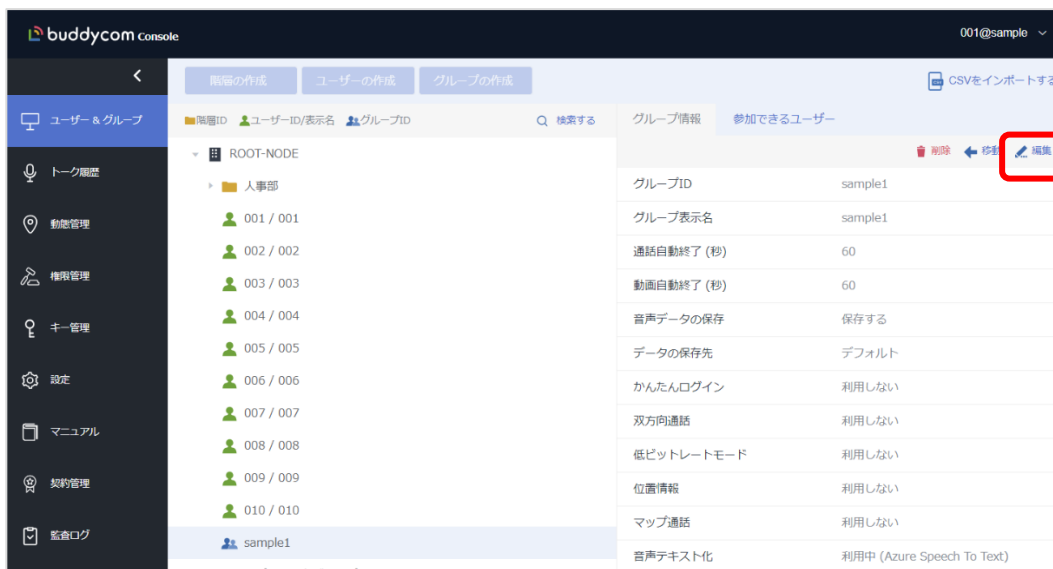 buddycom Console
001@sample
階層の作成 ユーザーの作成 グループの作成
CSVをインポートする
ユーザー & グループ
トーク履歴
動態管理
権限管理
キー管理
設定
マニュアル
契約管理
監査ログ
階層ID ユーザーID/表示名 グループID 検索する
ROOT-NODE
人事部
001 / 001
002 / 002
003 / 003
004 / 004
005 / 005
006 / 006
007 / 007
008 / 008
009 / 009
010 / 010
sample1
グループ情報 参加できるユーザー
削除 移動 編集
グループID sample1
グループ表示名 sample1
通話自動終了 (秒) 60
動画自動終了 (秒) 60
音声データの保存 保存する
データの保存先 デフォルト
かんたんログイン 利用しない
双方向通話 利用しない
低ビットレートモード 利用しない
位置情報 利用しない
マップ通話 利用しない
音声テキスト化 利用中 (Azure Speech To Text)